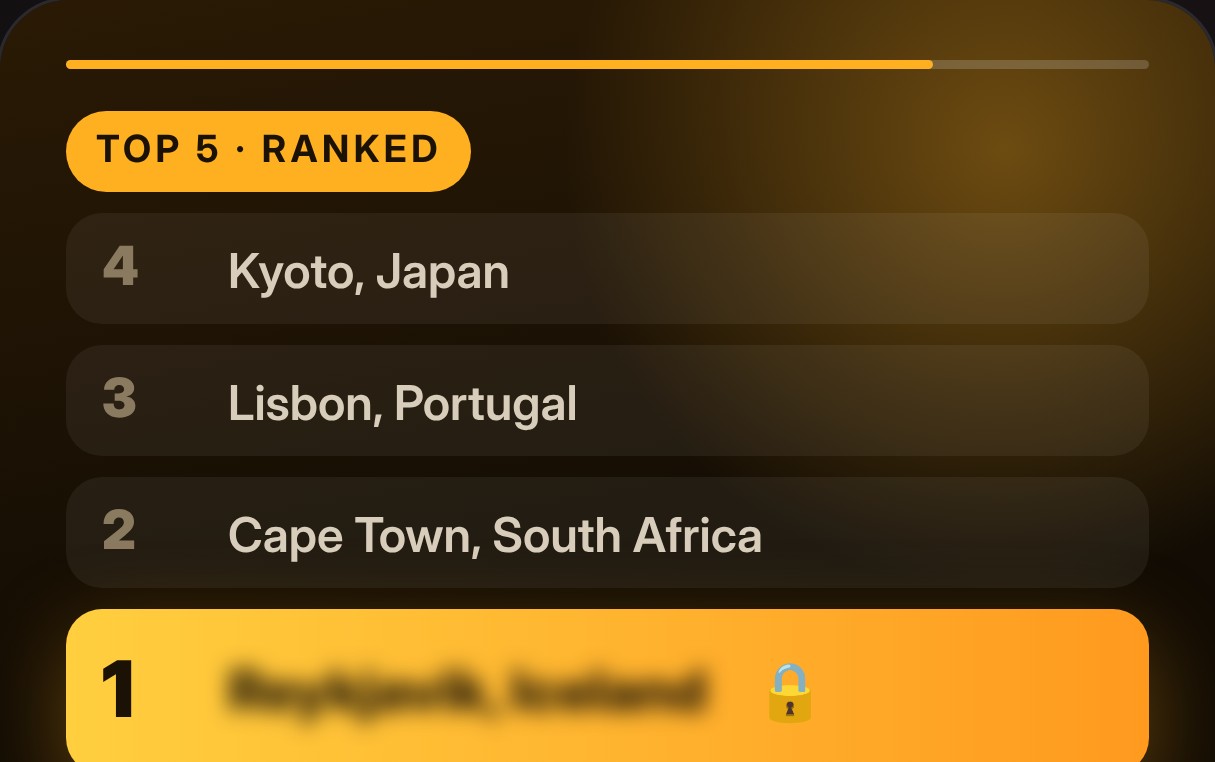 TOP 5 · RANKED
4 Kyoto, Japan
3 Lisbon, Portugal
2 Cape Town, South Africa
1